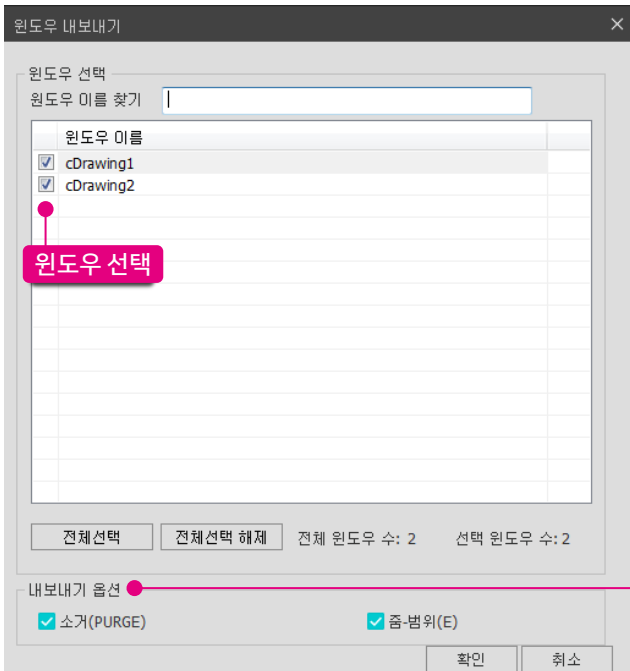 윈도우 내보내기
윈도우 선택
윈도우 이름 찾기
윈도우 이름
cDrawing1
cDrawing2
윈도우 선택
전체선택 전체선택 해제 전체 윈도우 수: 2 선택 윈도우 수: 2
내보내기 옵션
소거(PURGE) 줌-범위(E)
확인 취소